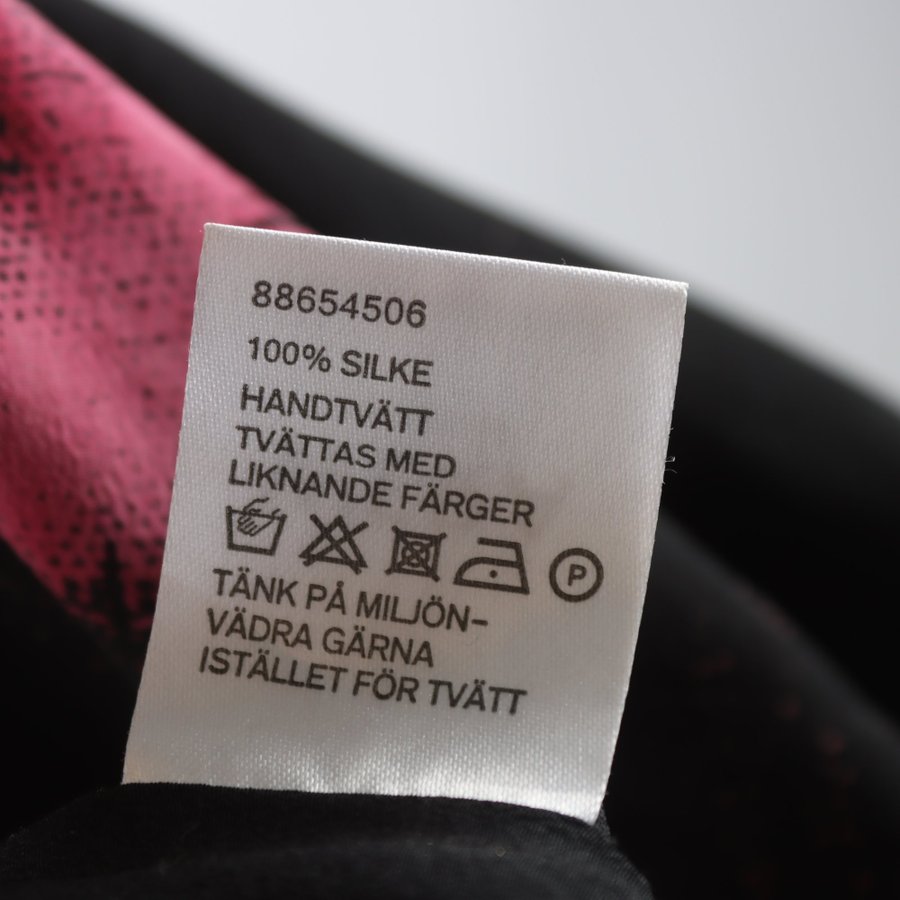 88654506
100% SILKE
HANDTVÄTT
TVÄTTAS MED
LIKNANDE FÄRGER
P
TÄNK PÅ MILJÖN-
VÄDRA GÄRNA
ISTÄLLET FÖR TVÄTT